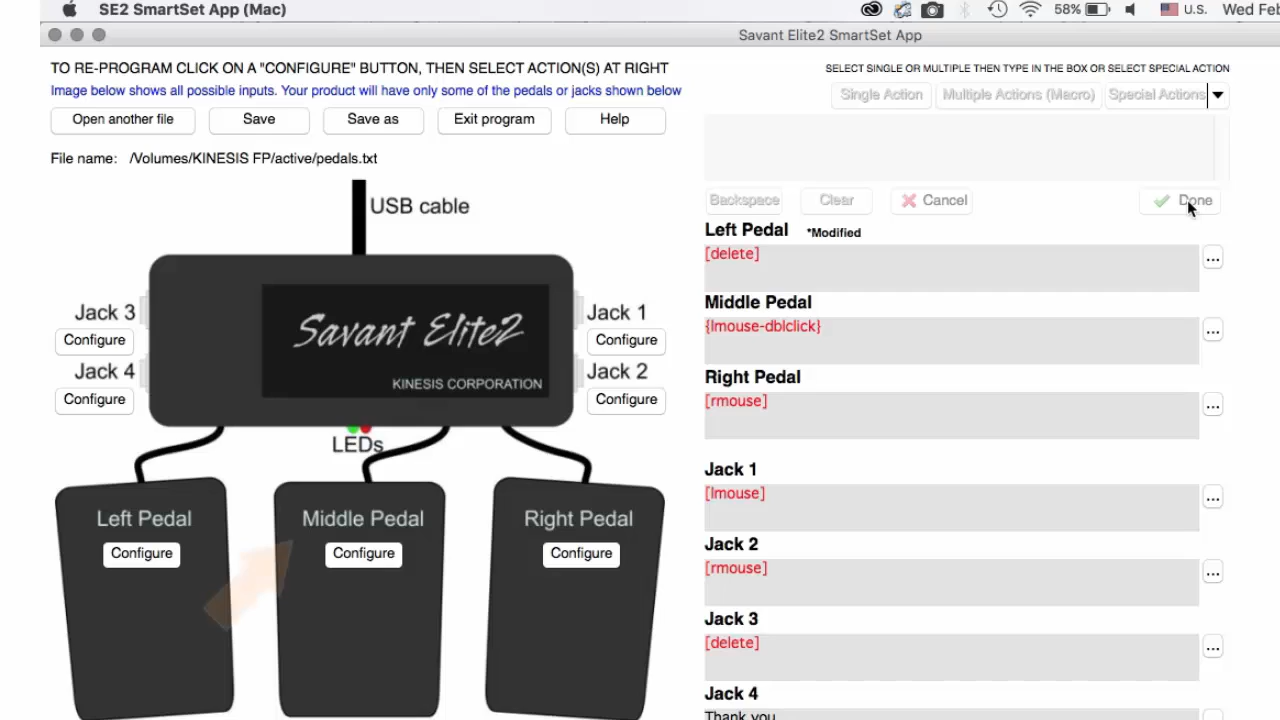 SE2 SmartSet App (Mac)
58%
U.S.
Wed Feb
Savant Elite2 SmartSet App
TO RE-PROGRAM CLICK ON A "CONFIGURE" BUTTON, THEN SELECT ACTION(S) AT RIGHT
Image below shows all possible inputs. Your product will have only some of the pedals or jacks shown below
Open another file
Save
Save as
Exit program
Help
File name: /Volumes/KINESIS FP/active/pedals.txt
SELECT SINGLE OR MULTIPLE THEN TYPE IN THE BOX OR SELECT SPECIAL ACTION
Single Action
Multiple Actions (Macro)
Special Actions
Backspace
Clear
Cancel
Done
USB cable
Jack 3
Configure
Jack 4
Configure
Savant Elite2
KINESIS CORPORATION
Jack 1
Configure
Jack 2
Configure
LEDs
Left Pedal
Configure
Middle Pedal
Configure
Right Pedal
Configure
Left Pedal *Modified
[delete]
...
Middle Pedal
{lmouse-dblclick}
...
Right Pedal
[rmouse]
...
Jack 1
[lmouse]
...
Jack 2
[rmouse]
...
Jack 3
[delete]
...
Jack 4
Thank you